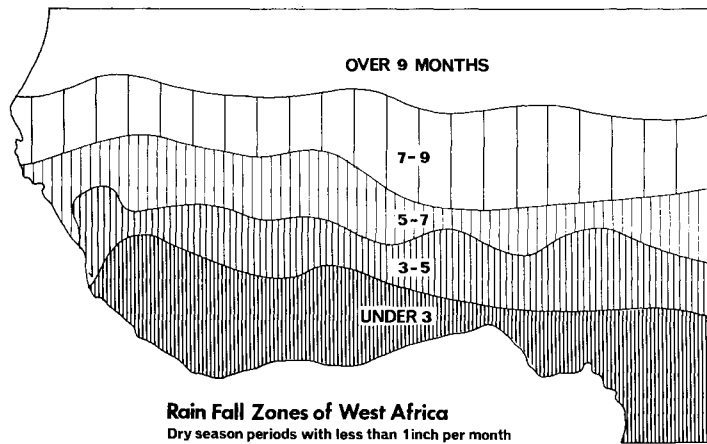 OVER 9 MONTHS
7-9
5-7
3-5
UNDER 3
Rain Fall Zones of West Africa
Dry season periods with less than 1 inch per month